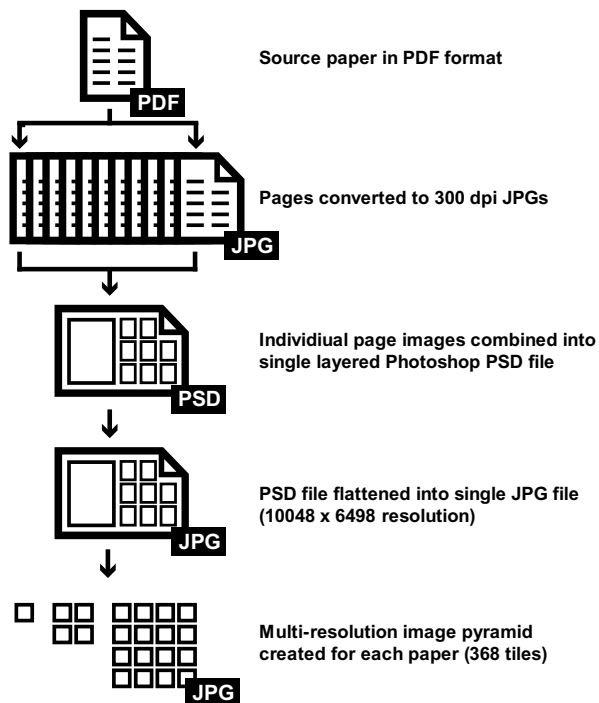 Source paper in PDF format
PDF
Pages converted to 300 dpi JPGs
JPG
Individiual page images combined into
single layered Photoshop PSD file
PSD
PSD file flattened into single JPG file
(10048 x 6498 resolution)
JPG
Multi-resolution image pyramid
created for each paper (368 tiles)
JPG